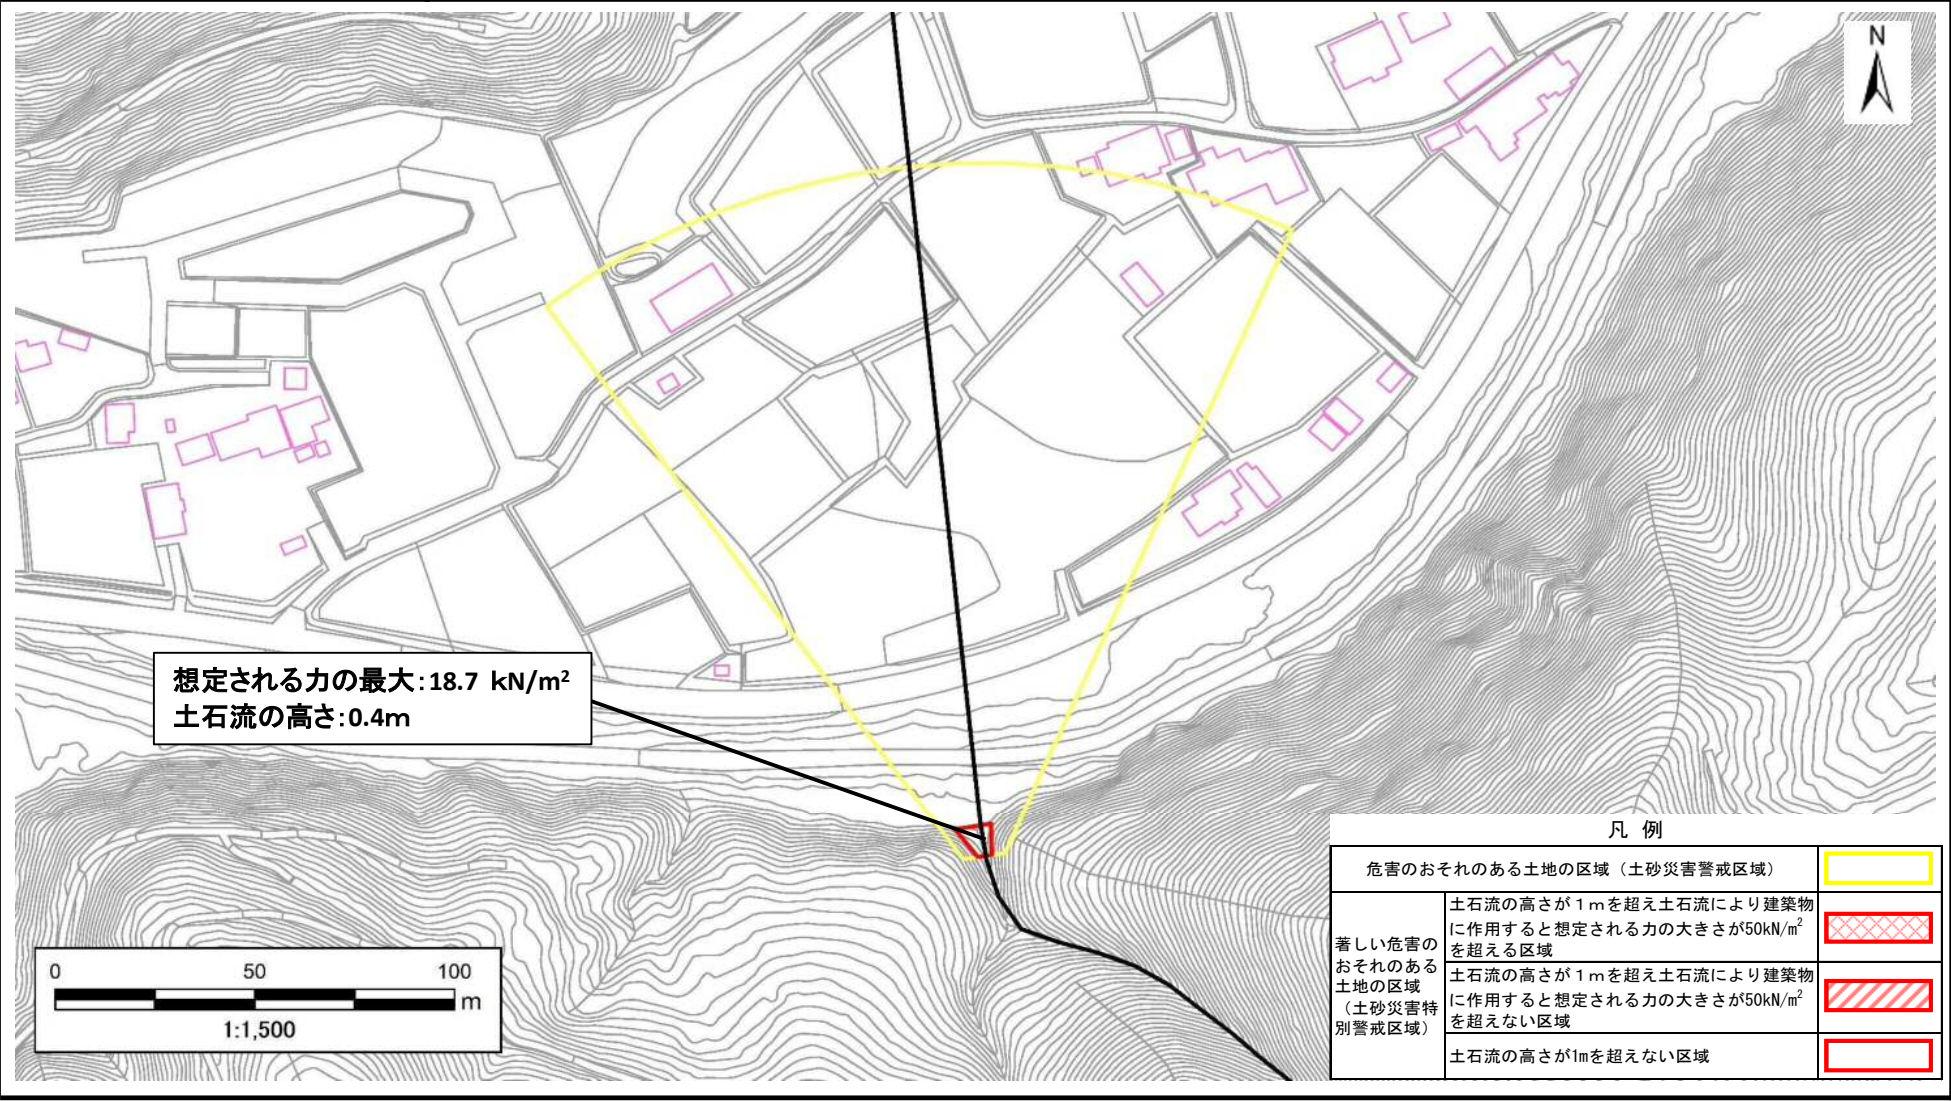 N
想定される力の最大:18.7 kN/m²
土石流の高さ:0.4m
0 50 100
m
1:1,500
凡 例
危害のおそれのある土地の区域（土砂災害警戒区域）
著しい危害の
おそれのある
土地の区域
（土砂災害特
別警戒区域）
土石流の高さが１ｍを超え土石流により建築物
に作用すると想定される力の大きさが50kN/㎡
を超える区域
土石流の高さが１ｍを超え土石流により建築物
に作用すると想定される力の大きさが50kN/㎡
を超えない区域
土石流の高さが1mを超えない区域